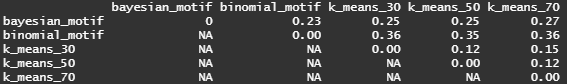 bayesian_motif binomial_motif k_means_30 k_means_50 k_means_70
bayesian_motif 0 0.23 0.25 0.25 0.27
binomial_motif NA 0.00 0.36 0.35 0.36
k_means_30 NA NA 0.00 0.12 0.15
k_means_50 NA NA NA 0.00 0.12
k_means_70 NA NA NA NA 0.00